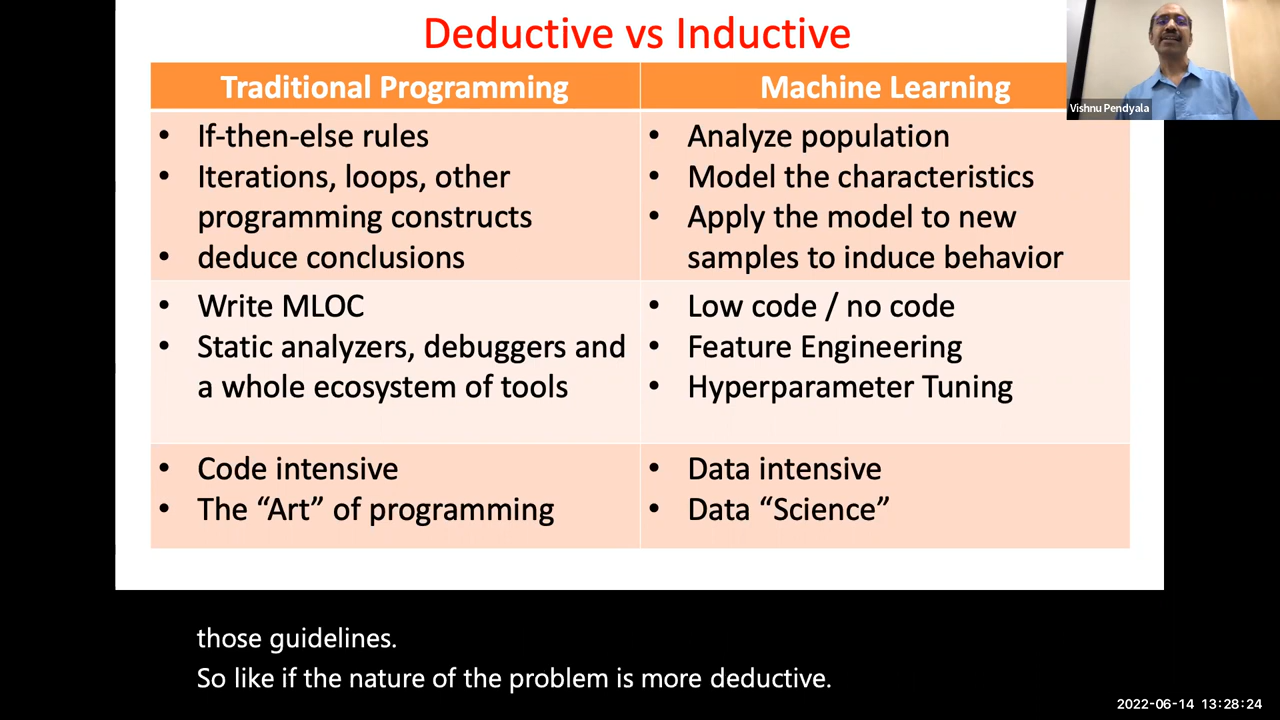 Deductive vs Inductive
Traditional Programming
Machine Learning
• If-then-else rules
• Iterations, loops, other
programming constructs
• deduce conclusions
• Analyze population
• Model the characteristics
• Apply the model to new
samples to induce behavior
• Write MLOC
• Static analyzers, debuggers and
a whole ecosystem of tools
• Low code / no code
• Feature Engineering
• Hyperparameter Tuning
• Code intensive
• The “Art” of programming
• Data intensive
• Data “Science”
Vishnu Pendyala
those guidelines.
So like if the nature of the problem is more deductive.
2022-06-14 13:28:24